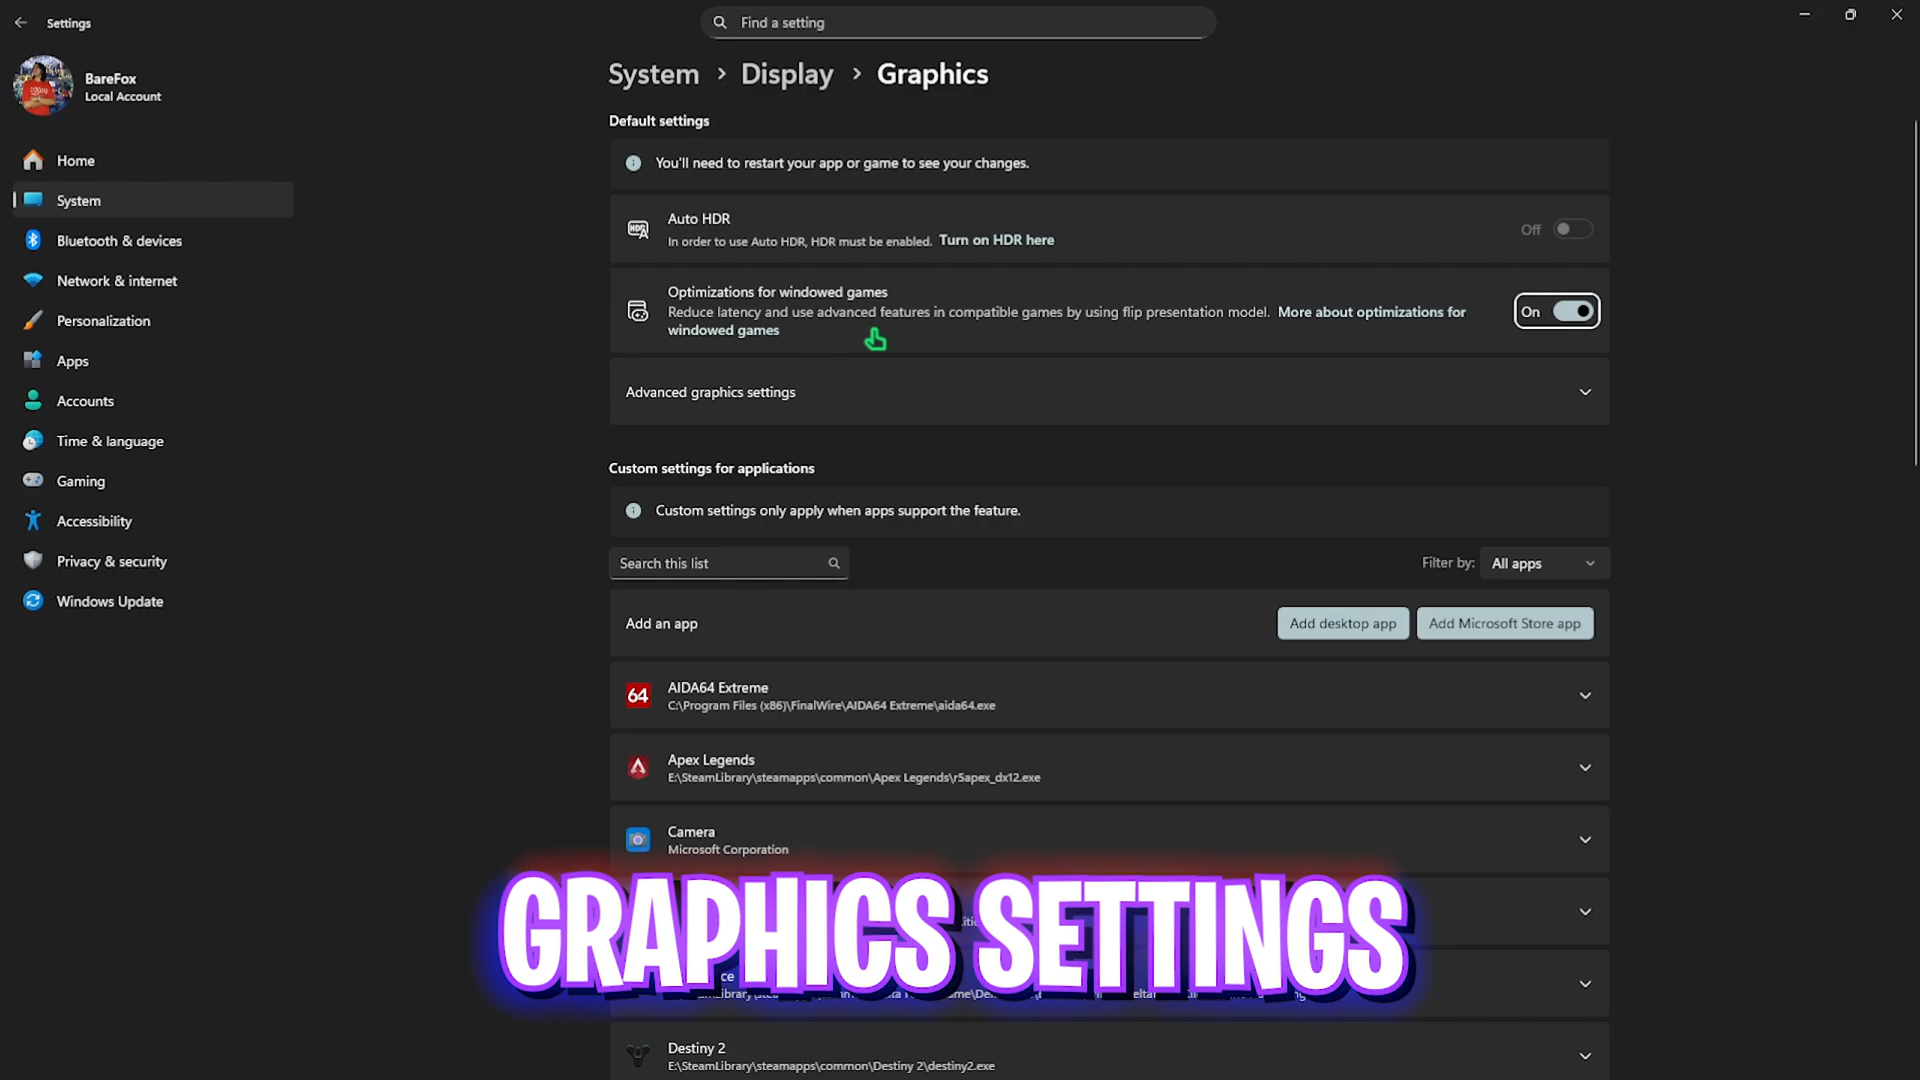 Settings
Find a setting
BareFox
Local Account
Home
System
Bluetooth & devices
Network & internet
Personalization
Apps
Accounts
Time & language
Gaming
Accessibility
Privacy & security
Windows Update
System > Display > Graphics
Default settings
You'll need to restart your app or game to see your changes.
HDR
Auto HDR
In order to use Auto HDR, HDR must be enabled. Turn on HDR here
Off
Optimizations for windowed games
Reduce latency and use advanced features in compatible games by using flip presentation model. More about optimizations for
windowed games
On
Advanced graphics settings
Custom settings for applications
Custom settings only apply when apps support the feature.
Search this list
Filter by: All apps
Add an app
Add desktop app
Add Microsoft Store app
64
AIDA64 Extreme
C:\Program Files (x86)\FinalWire\AIDA64 Extreme\aida64.exe
Apex Legends
E:\SteamLibrary\steamapps\common\Apex Legends\r5apex_dx12.exe
Camera
Microsoft Corporation
GRAPHICS SETTINGS
Destiny 2
E:\SteamLibrary\steamapps\common\Destiny 2\destiny2.exe